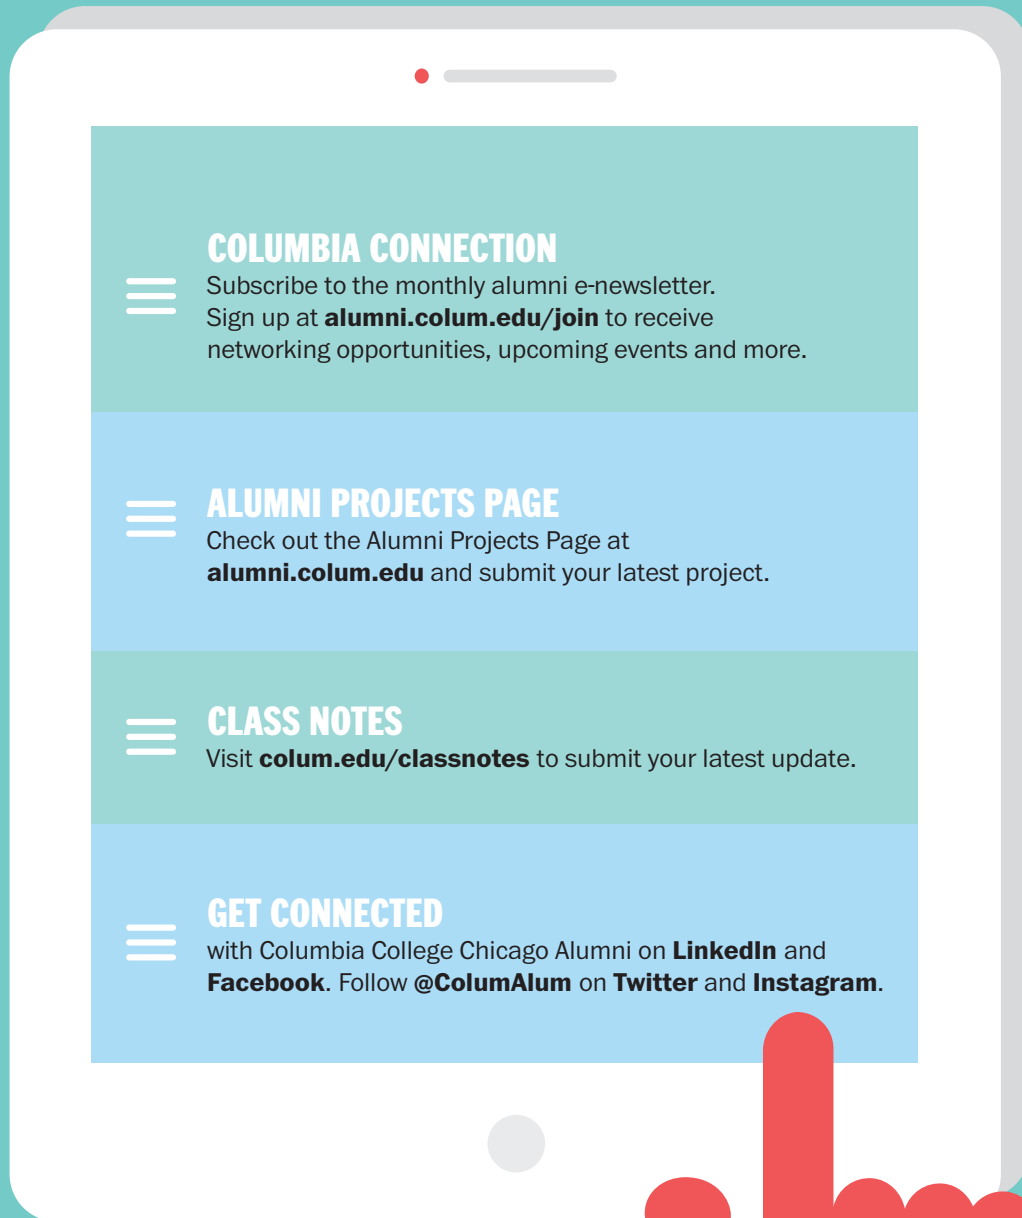 COLUMBIA CONNECTION
Subscribe to the monthly alumni e-newsletter.
Sign up at alumni.colum.edu/join to receive
networking opportunities, upcoming events and more.
ALUMNI PROJECTS PAGE
Check out the Alumni Projects Page at
alumni.colum.edu and submit your latest project.
CLASS NOTES
Visit colum.edu/classnotes to submit your latest update.
GET CONNECTED
with Columbia College Chicago Alumni on LinkedIn and
Facebook. Follow @ColumAlum on Twitter and Instagram.